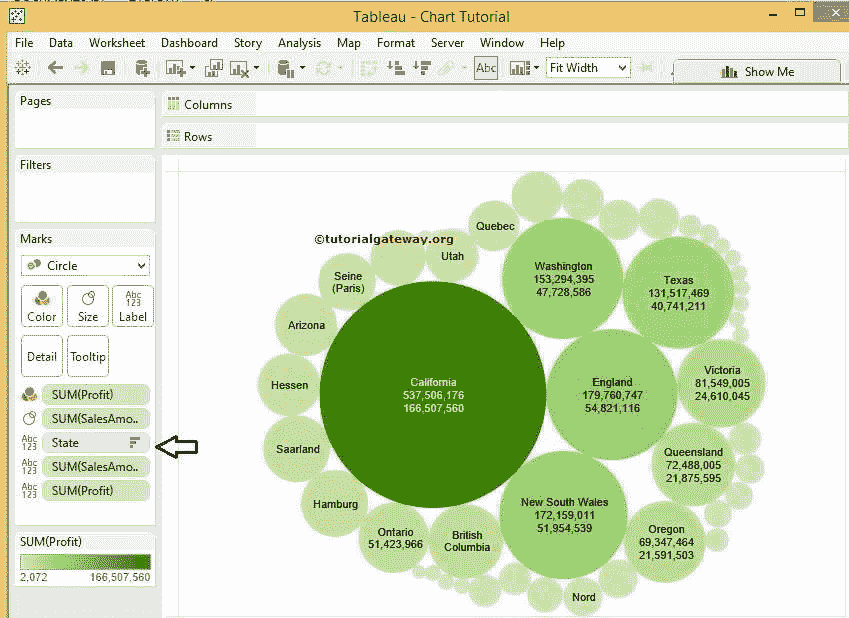 Tableau - Chart Tutorial
File Data Worksheet Dashboard Story Analysis Map Format Server Window Help
Abc
Fit Width
Show Me
Pages
Columns
Rows
Filters
Marks
Circle
Color
Size
Abc
123
Label
Detail
Tooltip
SUM(Profit)
SUM(SalesAmo..
Abc
123
State
Abc
123
SUM(SalesAmo..
Abc
123
SUM(Profit)
SUM(Profit)
2,072
166,507,560
©tutorialgateway.org
Quebec
Utah
Seine
(Paris)
Arizona
Hessen
Saarland
Hamburg
Ontario
51,423,966
British
Columbia
California
537,506,176
166,507,560
Washington
153,294,395
47,728,586
Texas
131,517,469
40,741,211
England
179,760,747
54,821,116
Victoria
81,549,005
24,610,045
Queensland
72,488,005
21,875,595
New South Wales
172,159,011
51,954,539
Oregon
69,347,464
21,591,503
Nord